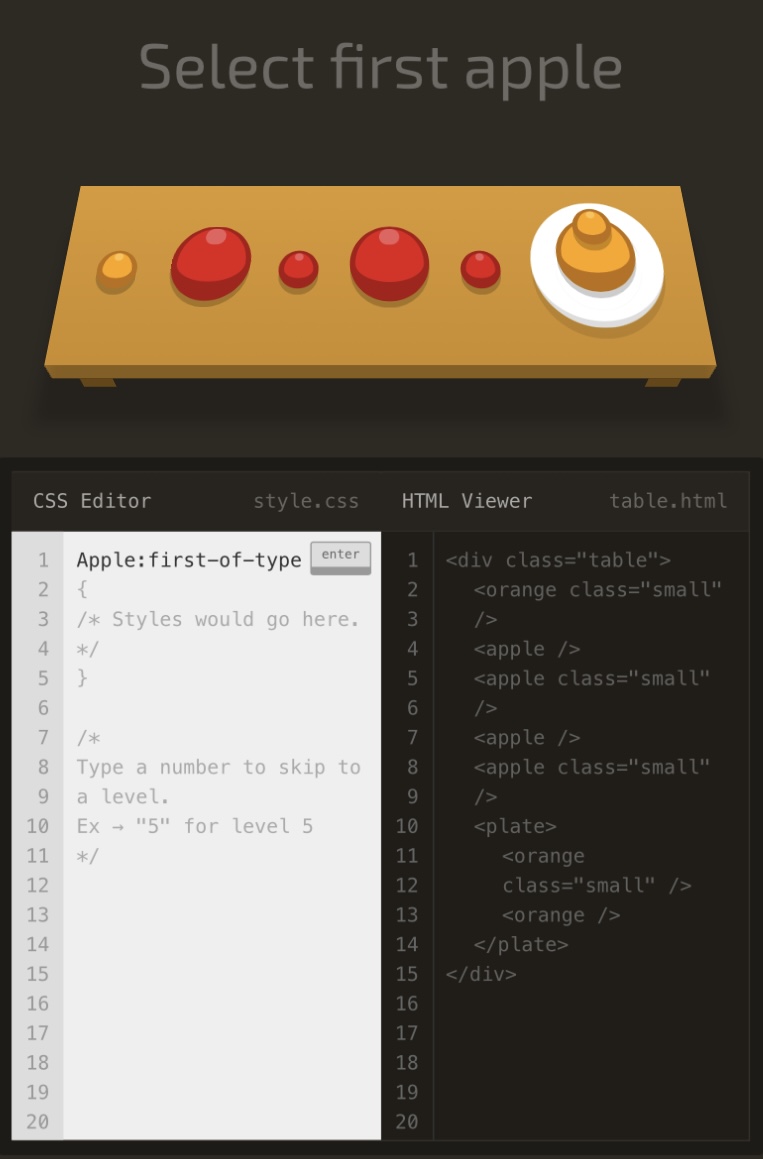 Select first apple
CSS Editor
style.css
1 Apple:first-of-type
enter
2 {
3 /* Styles would go here.
4 */
5 }
6
7 /*
8 Type a number to skip to
9 a level.
10 Ex → "5" for level 5
11 */
12
13
14
15
16
17
18
19
20
HTML Viewer
table.html
1 <div class="table">
2 <orange class="small"
3 />
4 <apple />
5 <apple class="small"
6 />
7 <apple />
8 <apple class="small"
9 />
10 <plate>
11 <orange
12 class="small" />
13 <orange />
14 </plate>
15 </div>
16
17
18
19
20